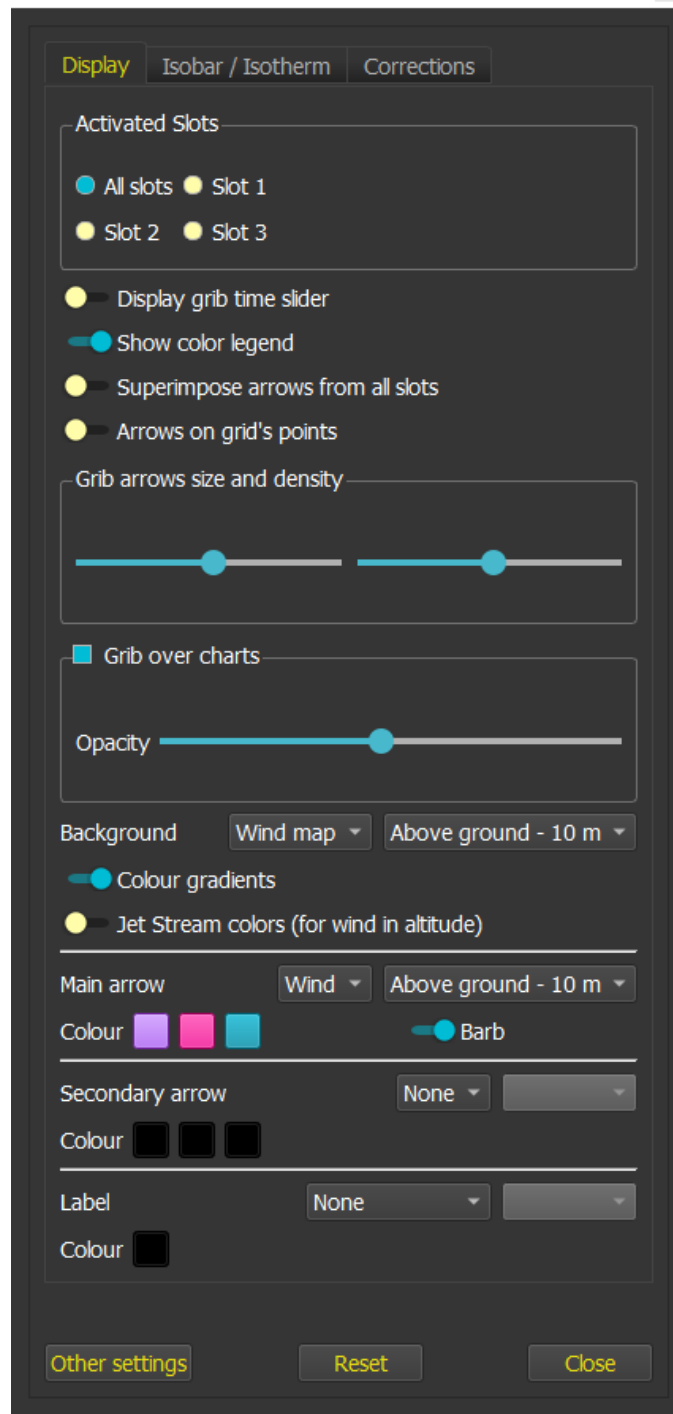 Display Isobar / Isotherm Corrections
Activated Slots
All slots Slot 1
Slot 2 Slot 3
Display grib time slider
Show color legend
Superimpose arrows from all slots
Arrows on grid's points
Grib arrows size and density
Grib over charts
Opacity
Background Wind map Above ground - 10 m
Colour gradients
Jet Stream colors (for wind in altitude)
Main arrow Wind Above ground - 10 m
Colour Barb
Secondary arrow None
Colour
Label None
Colour
Other settings Reset Close